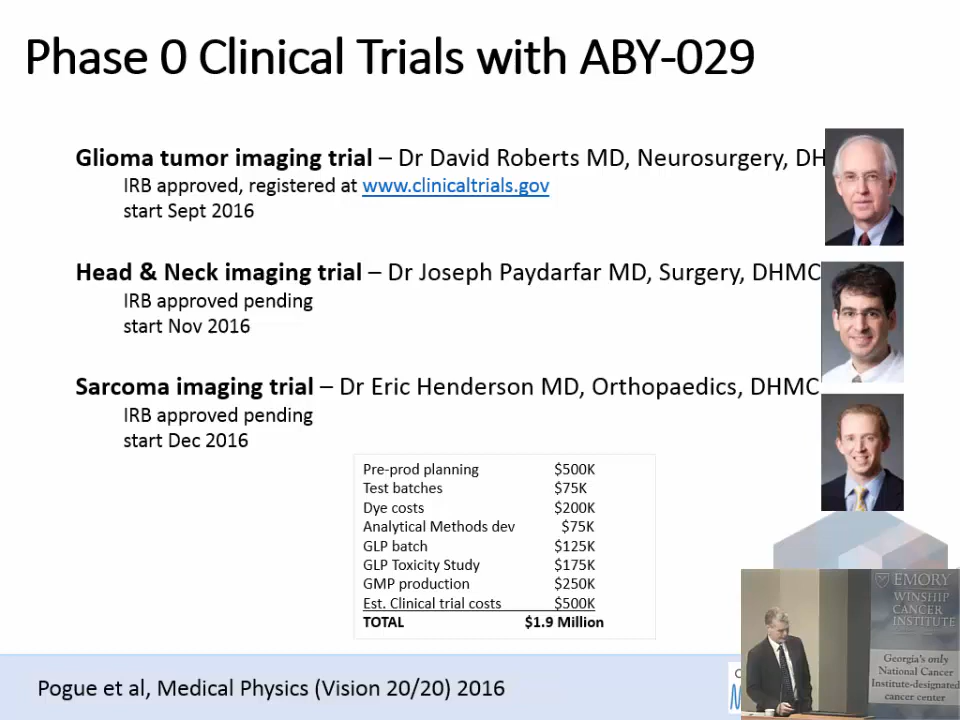 Phase 0 Clinical Trials with ABY-029
Glioma tumor imaging trial – Dr David Roberts MD, Neurosurgery, DH
IRB approved, registered at www.clinicaltrials.gov
start Sept 2016
Head & Neck imaging trial – Dr Joseph Paydarfar MD, Surgery, DHMC
IRB approved pending
start Nov 2016
Sarcoma imaging trial – Dr Eric Henderson MD, Orthopaedics, DHMC
IRB approved pending
start Dec 2016
Pre-prod planning $500K
Test batches $75K
Dye costs $200K
Analytical Methods dev $75K
GLP batch $125K
GLP Toxicity Study $175K
GMP production $250K
Est. Clinical trial costs $500K
TOTAL $1.9 Million
EMORY
WINSHIP
CANCER
INSTITUTE
Georgia's only
National Cancer
Institute-designated
cancer center
Pogue et al, Medical Physics (Vision 20/20) 2016